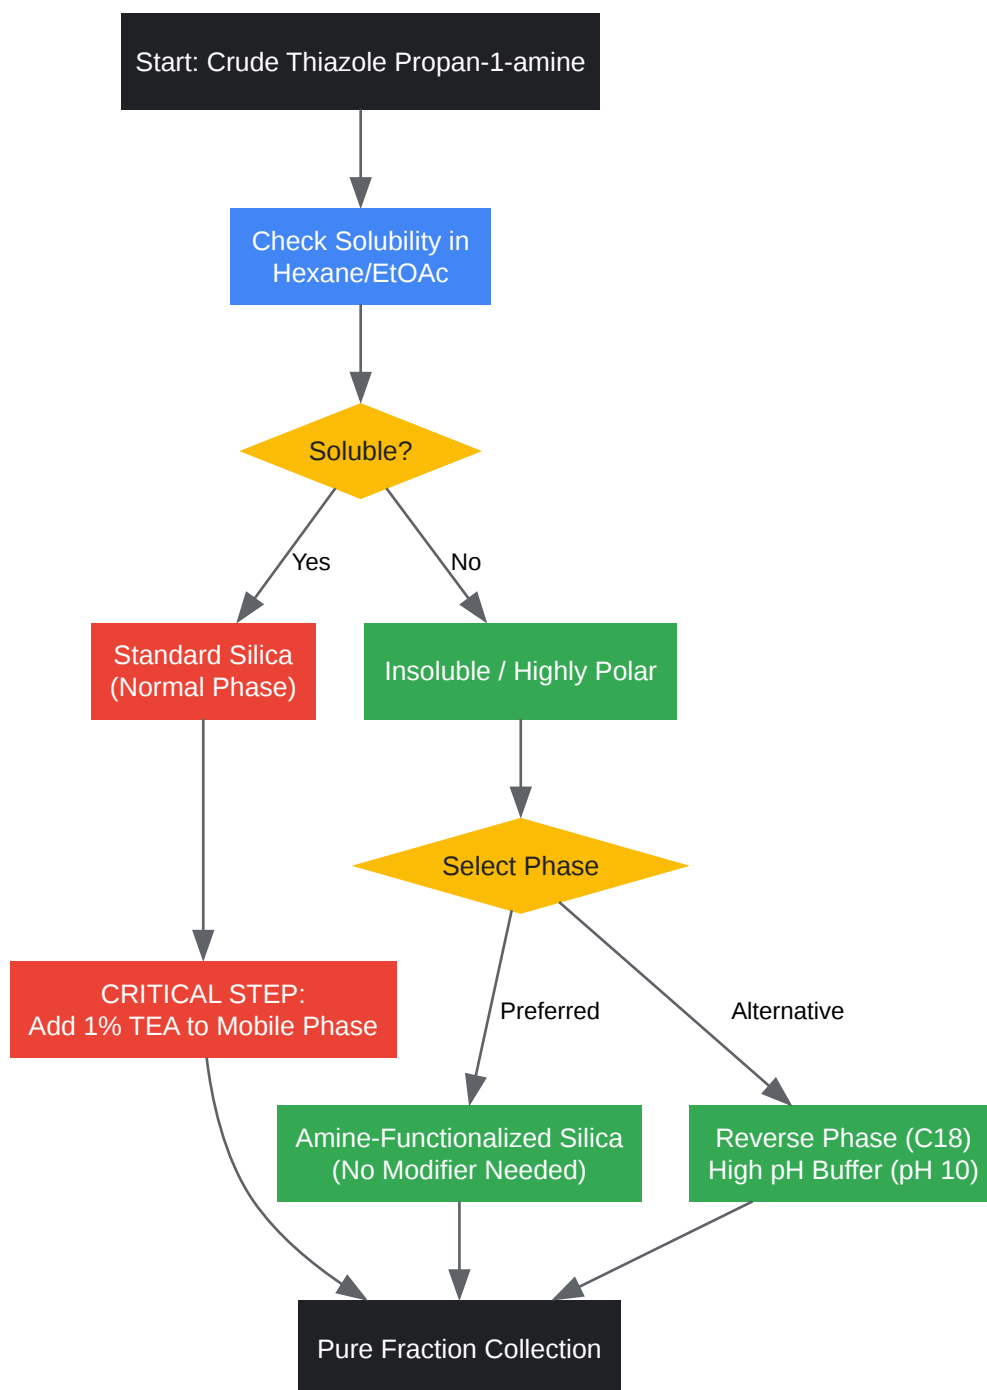 Start: Crude Thiazole Propan-1-amine
Check Solubility in
Hexane/EtOAc
Soluble?
Yes
No
Standard Silica
(Normal Phase)
Insoluble / Highly Polar
Select Phase
CRITICAL STEP:
Add 1% TEA to Mobile Phase
Preferred
Alternative
Amine-Functionalized Silica
(No Modifier Needed)
Reverse Phase (C18)
High pH Buffer (pH 10)
Pure Fraction Collection